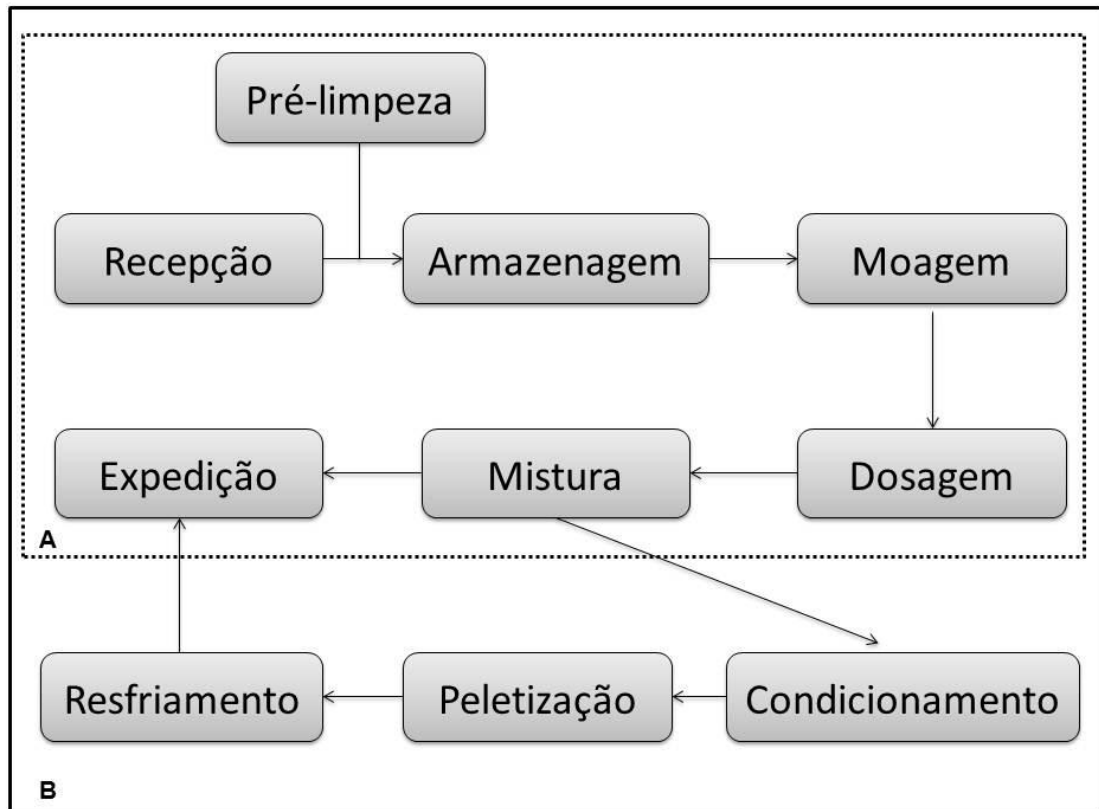 Pré-limpeza
Recepção
Armazenagem
Moagem
Expedição
Mistura
Dosagem
A
Resfriamento
Peletização
Condicionamento
B